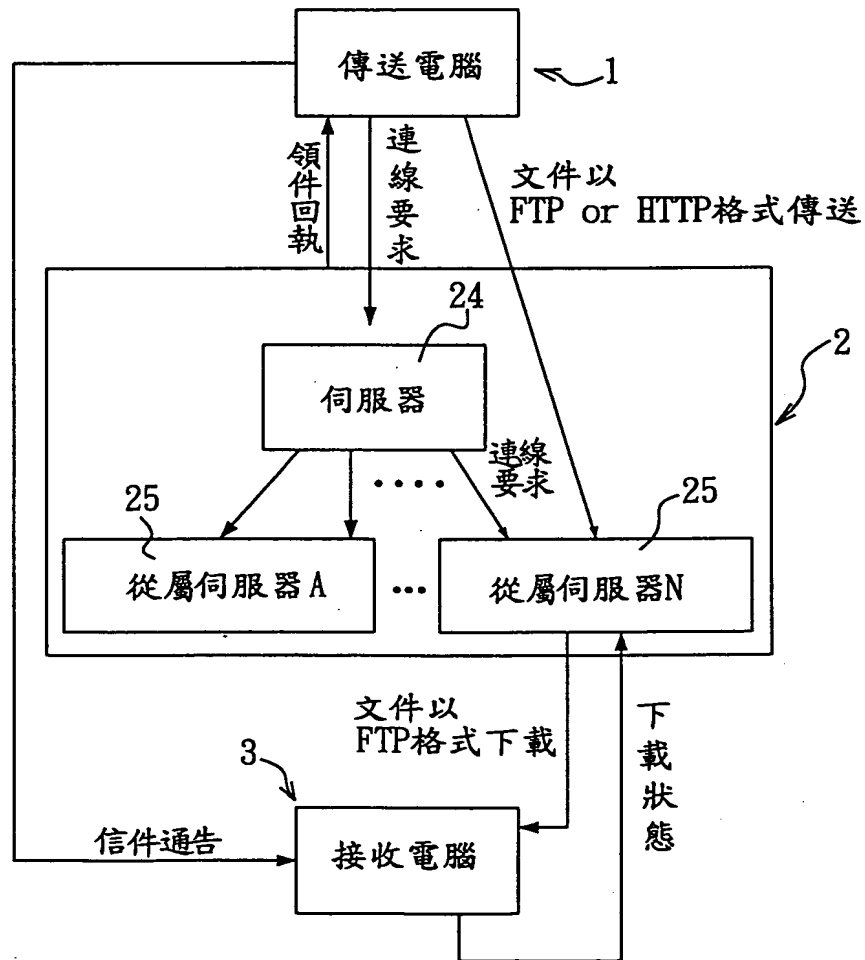 傳送電腦
1
領件回執
連線要求
文件以
FTP or HTTP格式傳送
24
2
伺服器
連線
要求
25
25
從屬伺服器A
從屬伺服器N
文件以
FTP格式下載
下載狀態
3
信件通告
接收電腦